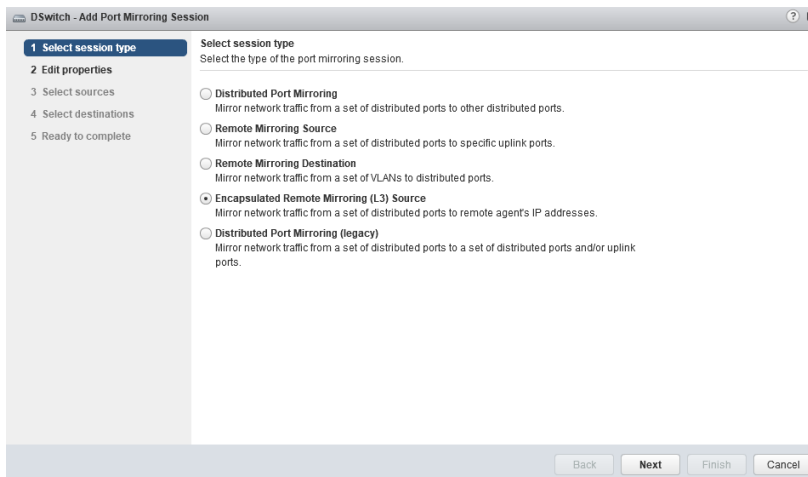 DSwitch - Add Port Mirroring Session
?
1 Select session type
2 Edit properties
3 Select sources
4 Select destinations
5 Ready to complete
Select session type
Select the type of the port mirroring session.
Distributed Port Mirroring
Mirror network traffic from a set of distributed ports to other distributed ports.
Remote Mirroring Source
Mirror network traffic from a set of distributed ports to specific uplink ports.
Remote Mirroring Destination
Mirror network traffic from a set of VLANs to distributed ports.
Encapsulated Remote Mirroring (L3) Source
Mirror network traffic from a set of distributed ports to remote agent's IP addresses.
Distributed Port Mirroring (legacy)
Mirror network traffic from a set of distributed ports to a set of distributed ports and/or uplink
ports.
Back Next Finish Cancel